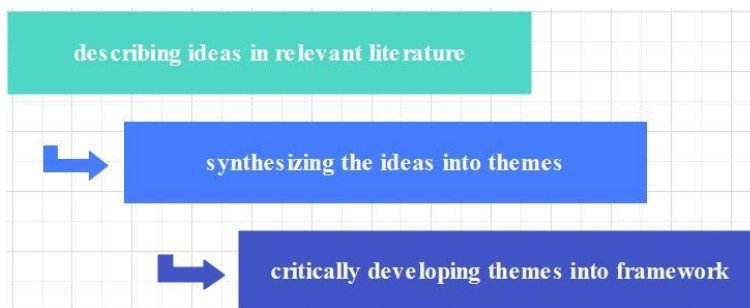 describing ideas in relevant literature
synthesizing the ideas into themes
critically developing themes into framework